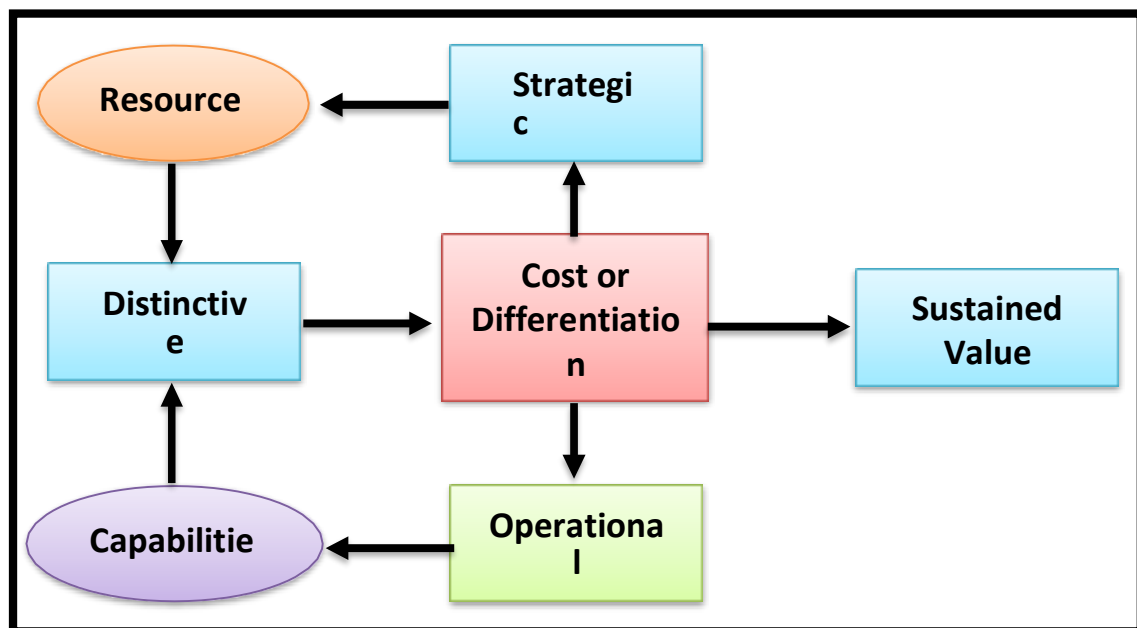 Resource
Strategi
c
Distinctiv
e
Cost or
Differentiatio
n
Sustained
Value
Capabilitie
Operationa
l